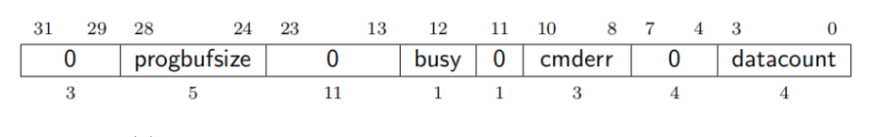 31 29 28 24 23 13 12 11 10 8 7 4 3 0
0 progbufsize 0 busy 0 cmderr 0 datacount
3 5 11 1 1 3 4 4